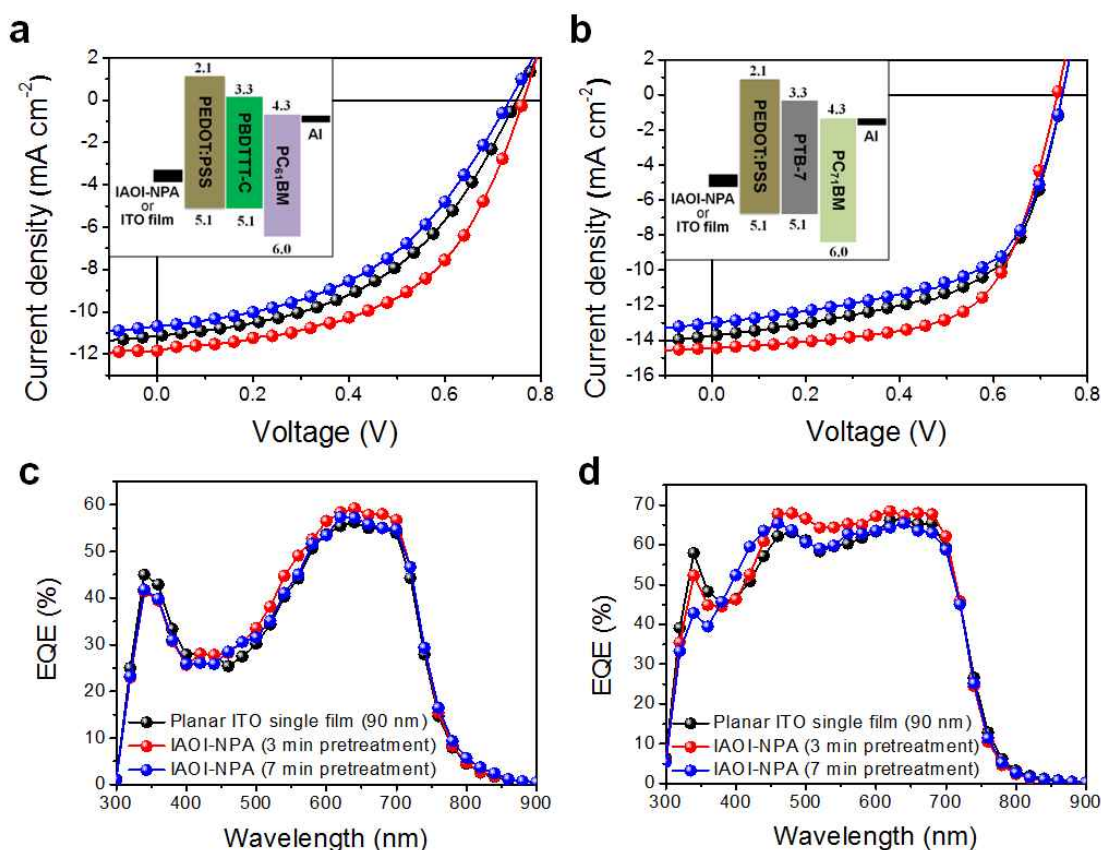 a
Current density (mA cm-2)
2
0
-2
-4
-6
-8
-10
-12
0.0
0.2
0.4
0.6
0.8
Voltage (V)
2.1
3.3
4.3
PEDOT:PSS
PBDTTT-C
PC61BM
Al
IAOI-NPA
or
ITO film
5.1
5.1
6.0
b
Current density (mA cm-2)
2
0
-2
-4
-6
-8
-10
-12
-14
-16
0.0
0.2
0.4
0.6
0.8
Voltage (V)
2.1
3.3
4.3
PEDOT:PSS
PTB-7
PC71BM
Al
IAOI-NPA
or
ITO film
5.1
5.1
6.0
c
EQE (%)
60
50
40
30
20
10
0
Planar ITO single film (90 nm)
IAOI-NPA (3 min pretreatment)
IAOI-NPA (7 min pretreatment)
300
400
500
600
700
800
900
Wavelength (nm)
d
EQE (%)
70
60
50
40
30
20
10
0
Planar ITO single film (90 nm)
IAOI-NPA (3 min pretreatment)
IAOI-NPA (7 min pretreatment)
300
400
500
600
700
800
900
Wavelength (nm)